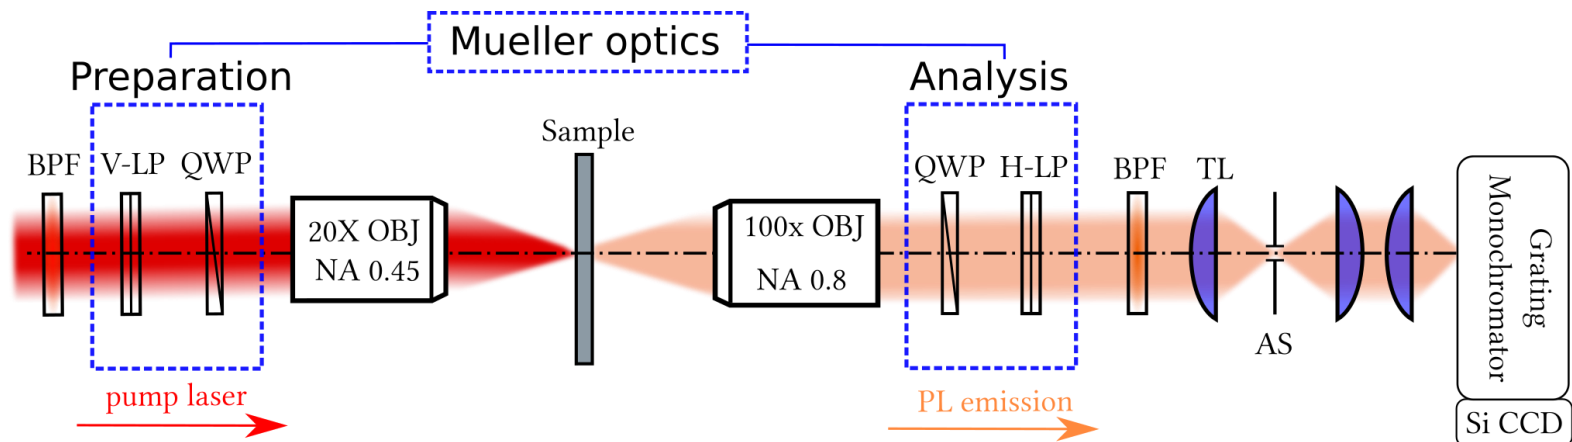 Mueller optics
Preparation
Analysis
Sample
BPF
V-LP
QWP
QWP
H-LP
BPF
TL
20X OBJ
NA 0.45
100x OBJ
NA 0.8
AS
Grating
Monochromator
pump laser
PL emission
Si CCD